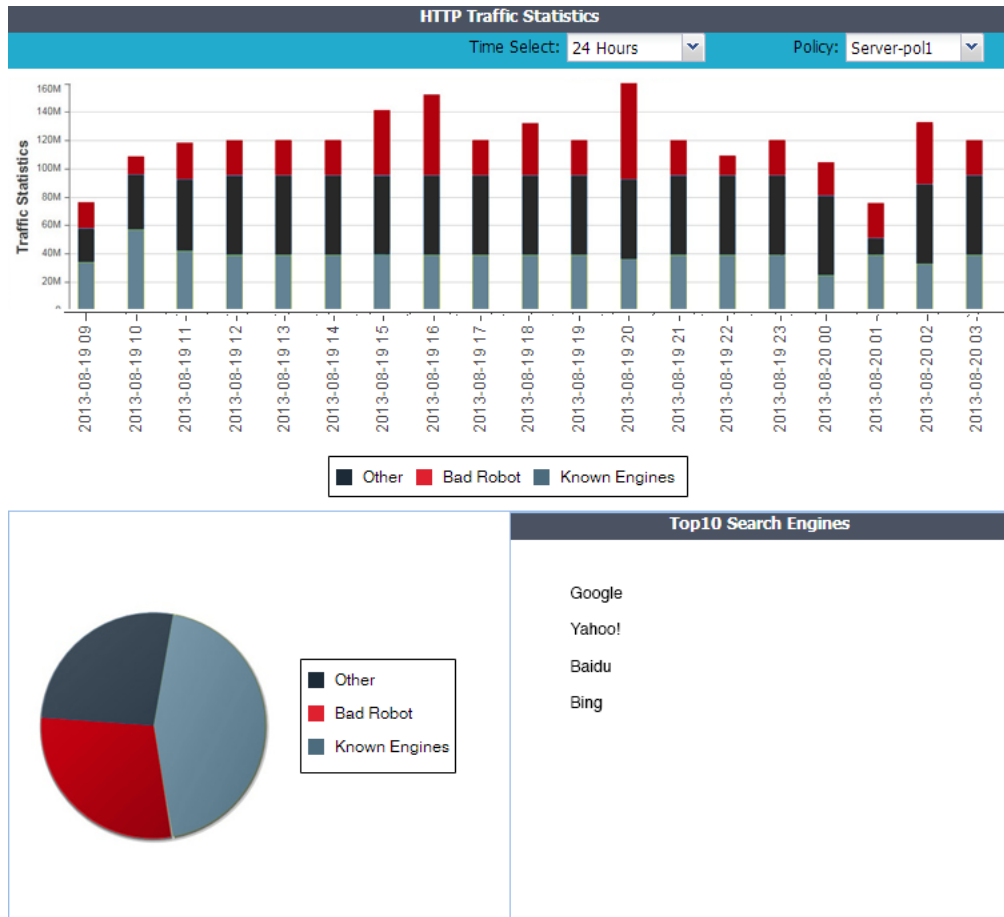 HTTP Traffic Statistics
Time Select: 24 Hours Policy: Server-pol1
Traffic Statistics
160M
140M
120M
100M
80M
60M
40M
20M
2013-08-19 09
2013-08-19 10
2013-08-19 11
2013-08-19 12
2013-08-19 13
2013-08-19 14
2013-08-19 15
2013-08-19 16
2013-08-19 17
2013-08-19 18
2013-08-19 19
2013-08-19 20
2013-08-19 21
2013-08-19 22
2013-08-19 23
2013-08-20 00
2013-08-20 01
2013-08-20 02
2013-08-20 03
Other Bad Robot Known Engines
Other
Bad Robot
Known Engines
Top10 Search Engines
Google
Yahoo!
Baidu
Bing